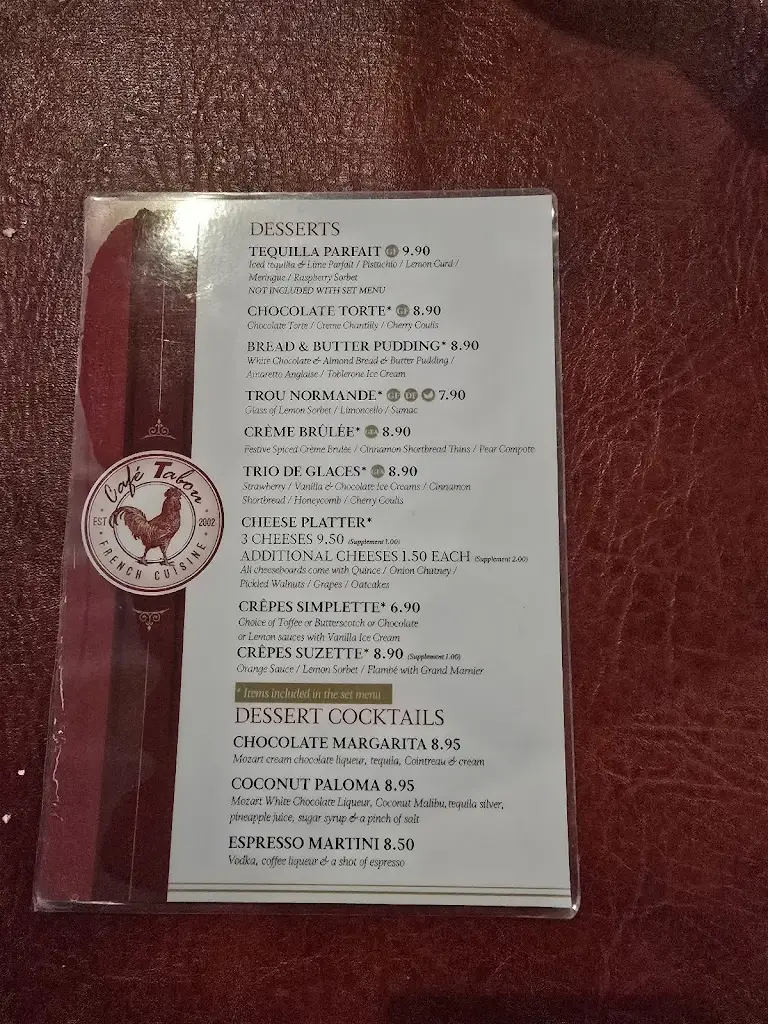 DESSERTS
TEQUILLA PARFAIT GF 9.90
Iced tequilla & Lime Parfait / Pistachio / Lemon Curd /
Meringue / Raspberry Sorbet
NOT INCLUDED WITH SET MENU
CHOCOLATE TORTE* GF 8.90
Chocolate Torte / Creme Chantilly / Cherry Coulis
BREAD & BUTTER PUDDING* 8.90
White Chocolate & Almond Bread & Butter Pudding /
Amaretto Anglaise / Toblerone Ice Cream
TROU NORMANDE* GF DF 7.90
Glass of Lemon Sorbet / Limoncello / Sumac
CRÈME BRÛLÉE* GFA 8.90
Festive Spiced Crème Brulée / Cinnamon Shortbread Thins / Pear Compote
TRIO DE GLACES* GFA 8.90
Strawberry / Vanilla & Chocolate Ice Creams / Cinnamon
Shortbread / Honeycomb / Cherry Coulis
CHEESE PLATTER*
3 CHEESES 9.50 (Supplement 1.00)
ADDITIONAL CHEESES 1.50 EACH (Supplement 2.00)
All cheeseboards come with Quince / Onion Chutney /
Pickled Walnuts / Grapes / Oatcakes
CRÊPES SIMPLETTE* 6.90
Choice of Toffee or Butterscotch or Chocolate
or Lemon sauces with Vanilla Ice Cream
CRÊPES SUZETTE* 8.90 (Supplement 1.00)
Orange Sauce / Lemon Sorbet / Flambé with Grand Marnier
* Items included in the set menu
DESSERT COCKTAILS
CHOCOLATE MARGARITA 8.95
Mozart cream chocolate liqueur, tequila, Cointreau & cream
COCONUT PALOMA 8.95
Mozart White Chocolate Liqueur, Coconut Malibu, tequila silver,
pineapple juice, sugar syrup & a pinch of salt
ESPRESSO MARTINI 8.50
Vodka, coffee liqueur & a shot of espresso
Café Tabou
EST 2002
• FRENCH CUISINE •